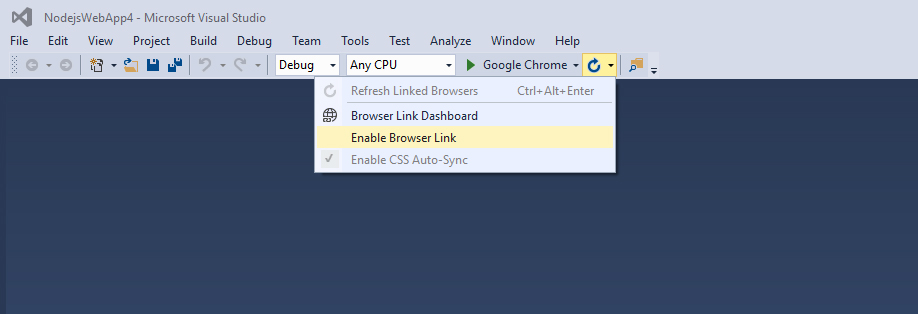 NodejsWebApp4 - Microsoft Visual Studio
File Edit View Project Build Debug Team Tools Test Analyze Window Help
Debug Any CPU Google Chrome
Refresh Linked Browsers Ctrl+Alt+Enter
Browser Link Dashboard
Enable Browser Link
Enable CSS Auto-Sync